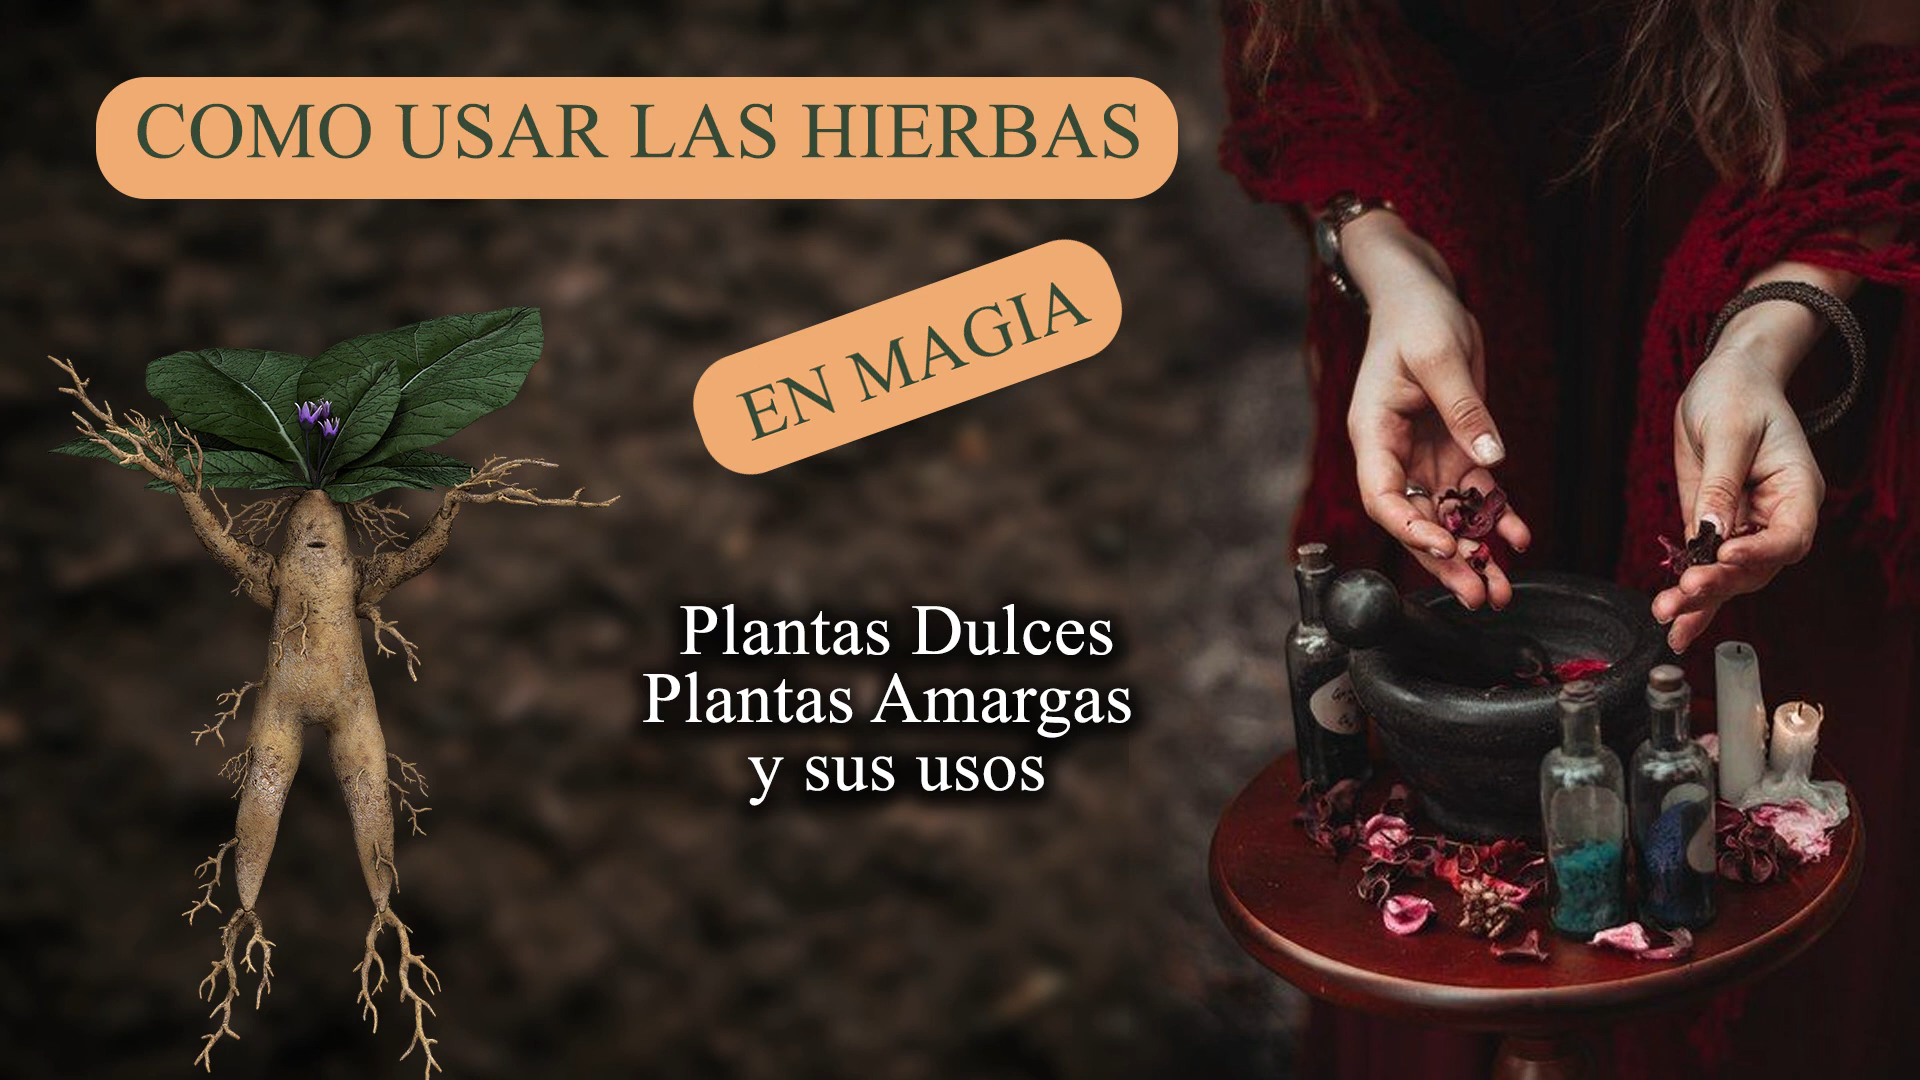 COMO USAR LAS HIERBAS
EN MAGIA
Plantas Dulces
Plantas Amargas
y sus usos